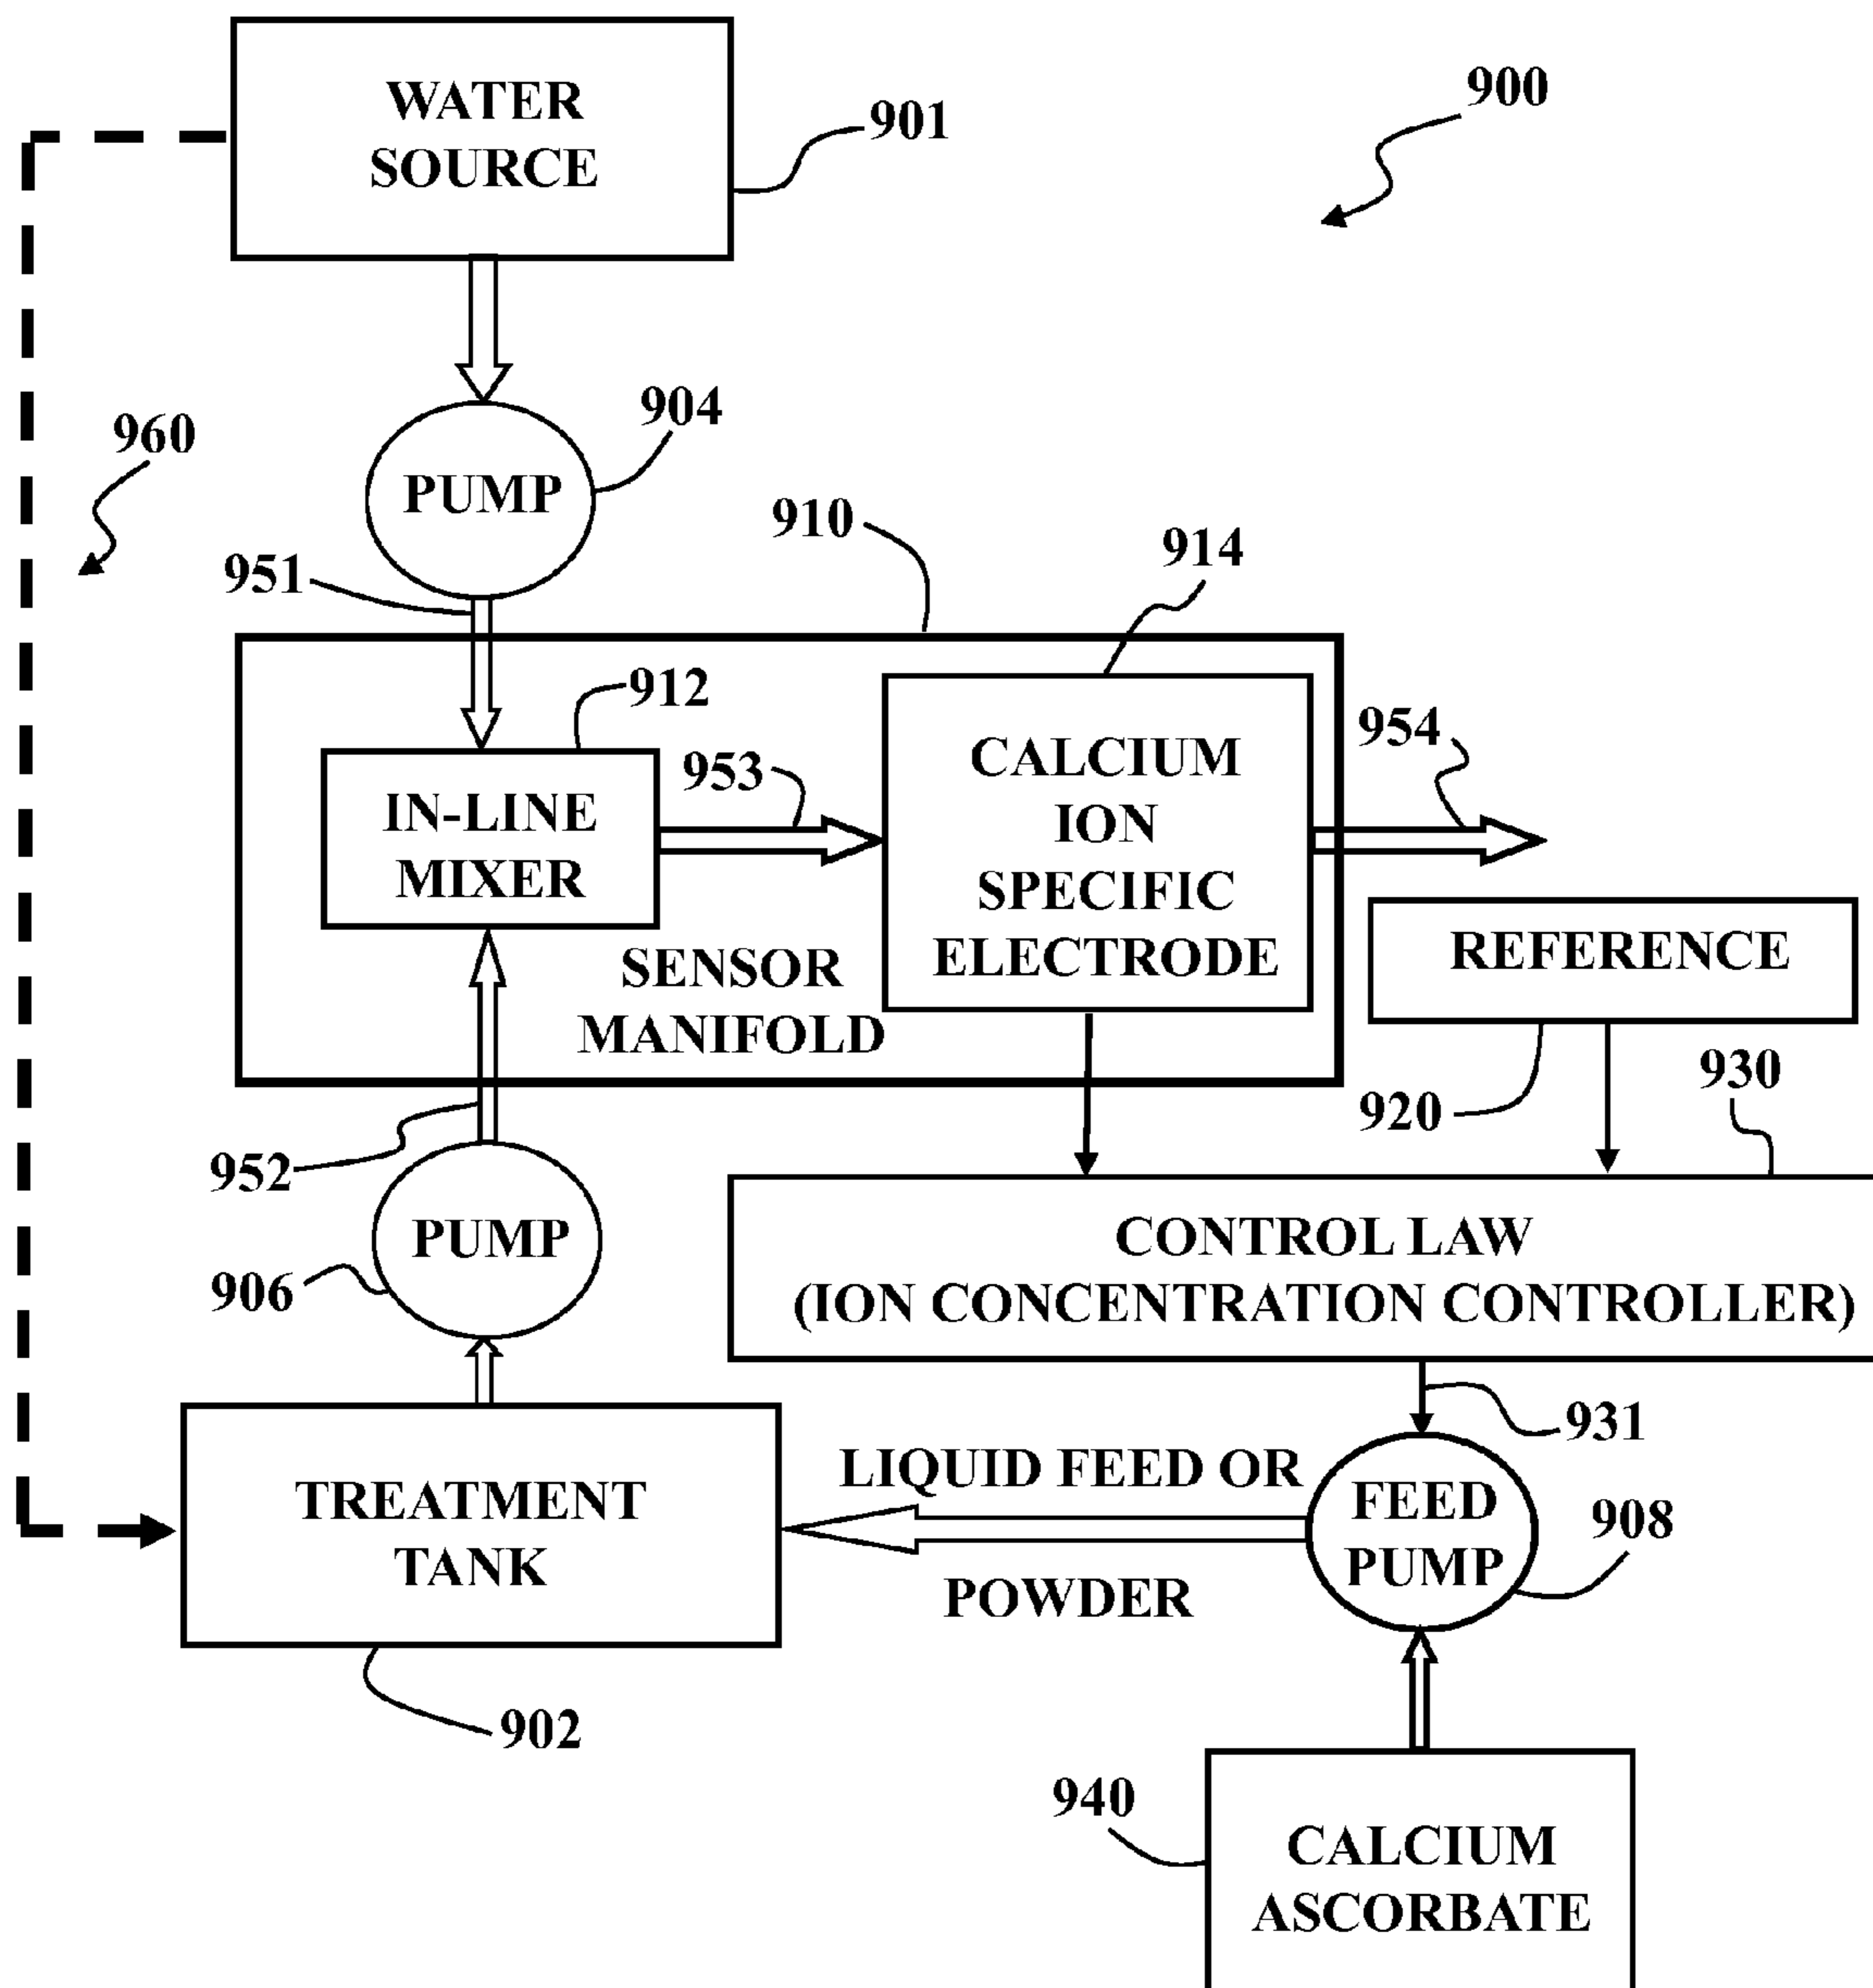 WATER
SOURCE
901
900
960
PUMP
904
951
910
914
912
IN-LINE
MIXER
953
CALCIUM
ION
SPECIFIC
ELECTRODE
954
SENSOR
MANIFOLD
REFERENCE
920
930
952
PUMP
906
CONTROL LAW
(ION CONCENTRATION CONTROLLER)
931
TREATMENT
TANK
902
LIQUID FEED OR
POWDER
FEED
PUMP
908
940
CALCIUM
ASCORBATE